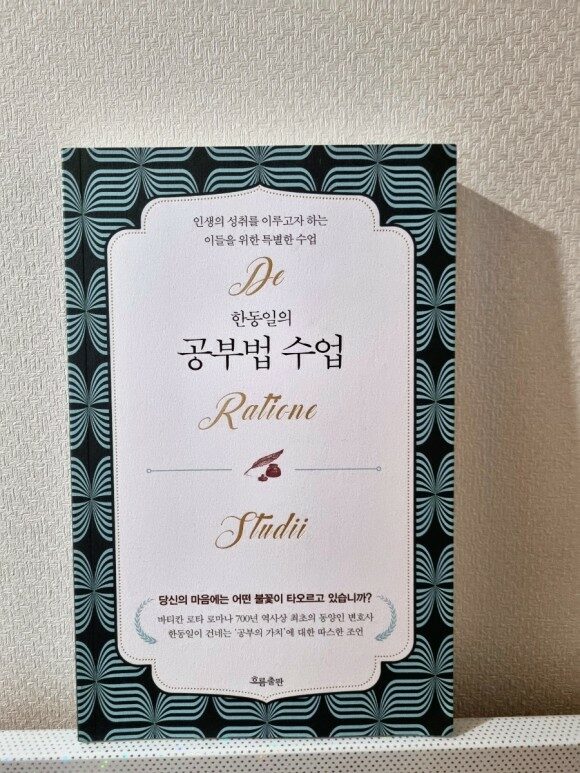 인생의 성취를 이루고자 하는
이들을 위한 특별한 수업
De
한동일의
공부법 수업
Ratione
Studii
당신의 마음에는 어떤 불꽃이 타오르고 있습니까?
바티칸 로타 로마나 700년 역사상 최초의 동양인 변호사
한동일이 건네는 '공부의 가치'에 대한 따스한 조언
흐름출판